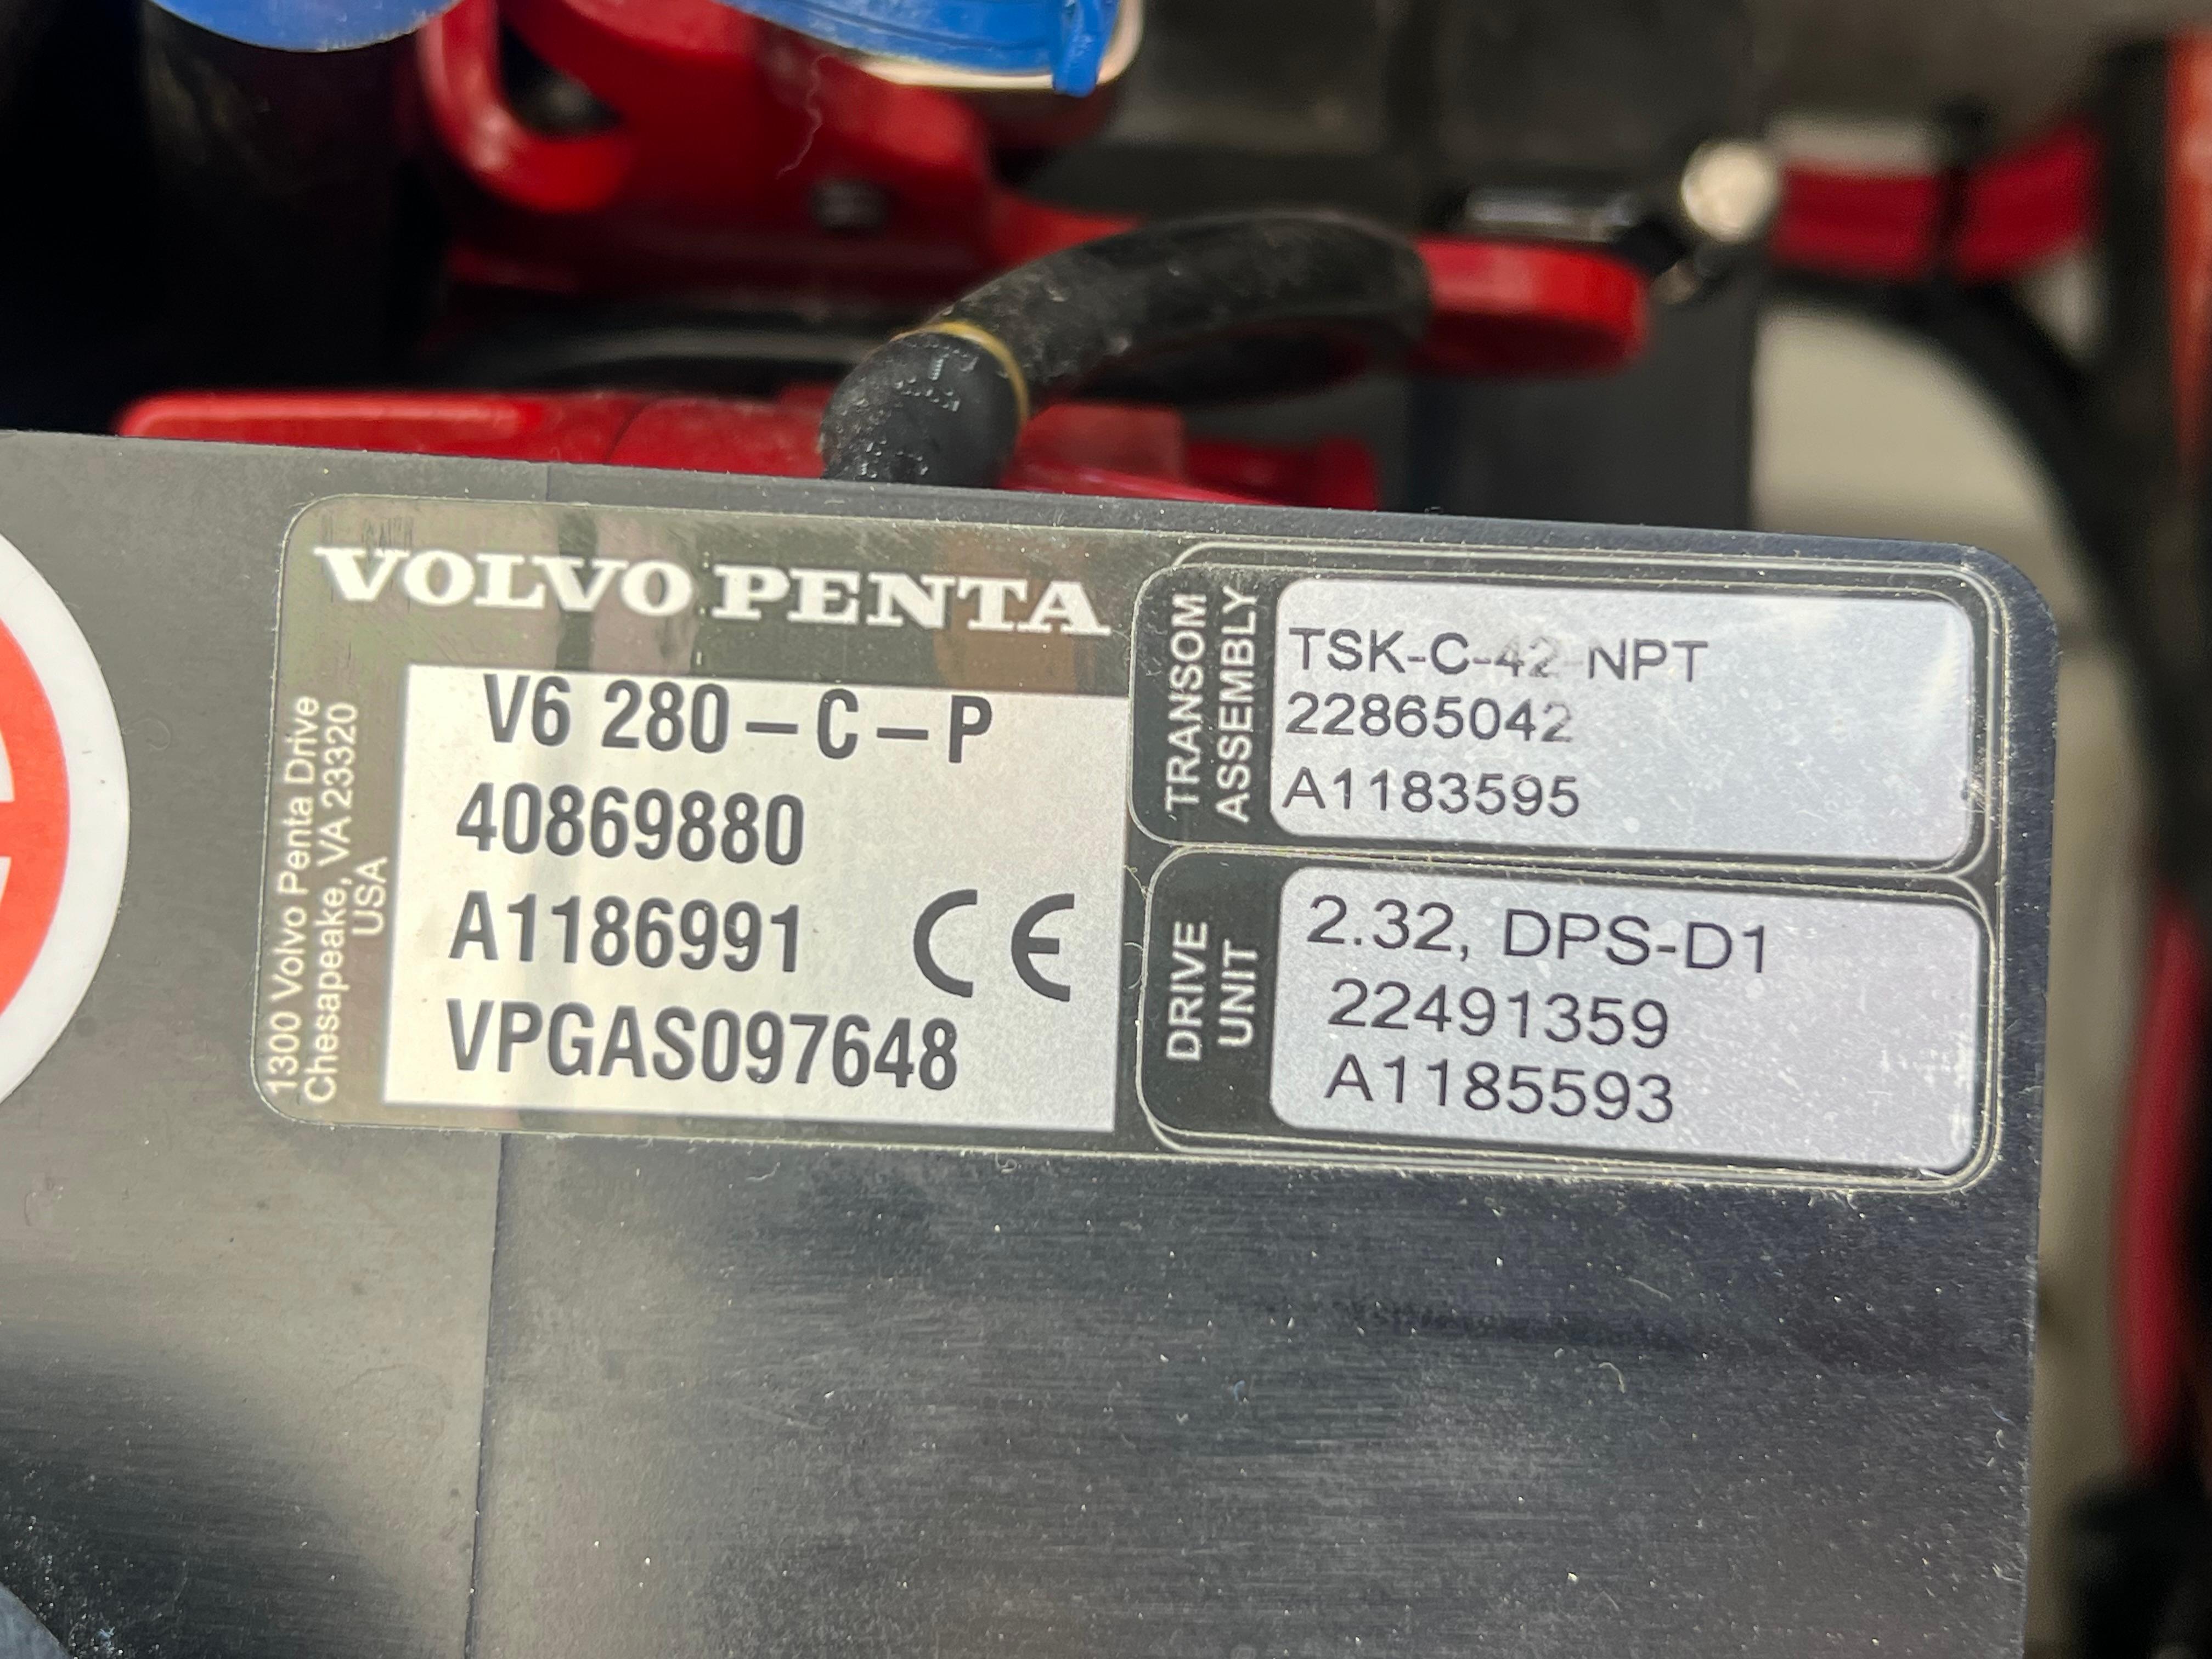 VOLVO PENTA
1300 Volvo Penta Drive
Chesapeake, VA 23320
USA
V6 280-C-P
40869880
A1186991
CE
VPGAS097648
TRANSOM
ASSEMBLY
TSK-C-42-NPT
22865042
A1183595
DRIVE
UNIT
2.32, DPS-D1
22491359
A1185593